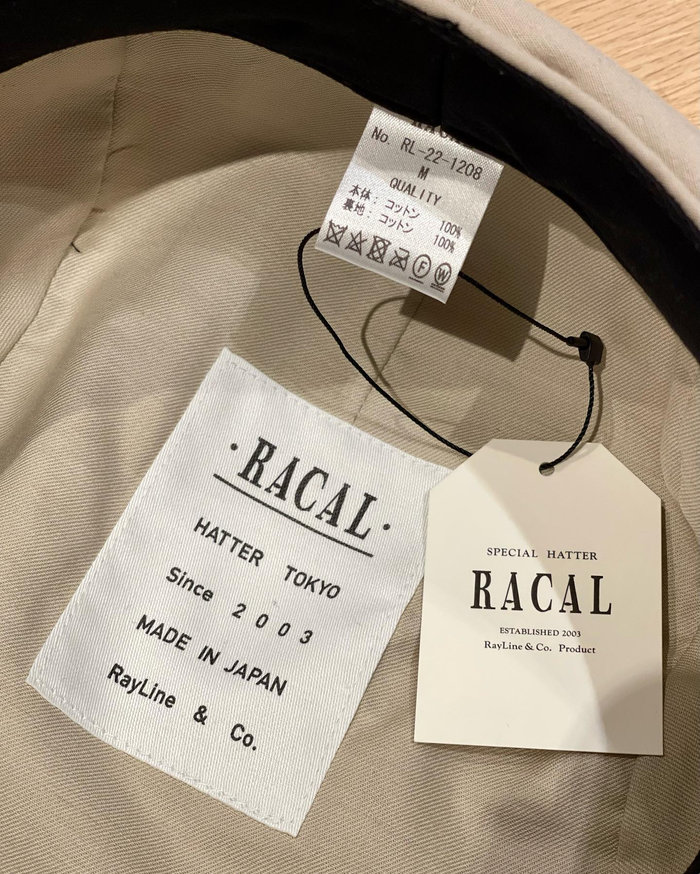 RACAL
No. RL-22-1208
M
QUALITY
本体：コットン 100%
裏地：コットン 100%
F W
·RACAL·
HATTER TOKYO
Since 2003
MADE IN JAPAN
RayLine & Co.
SPECIAL HATTER
RACAL
ESTABLISHED 2003
RayLine & Co. Product